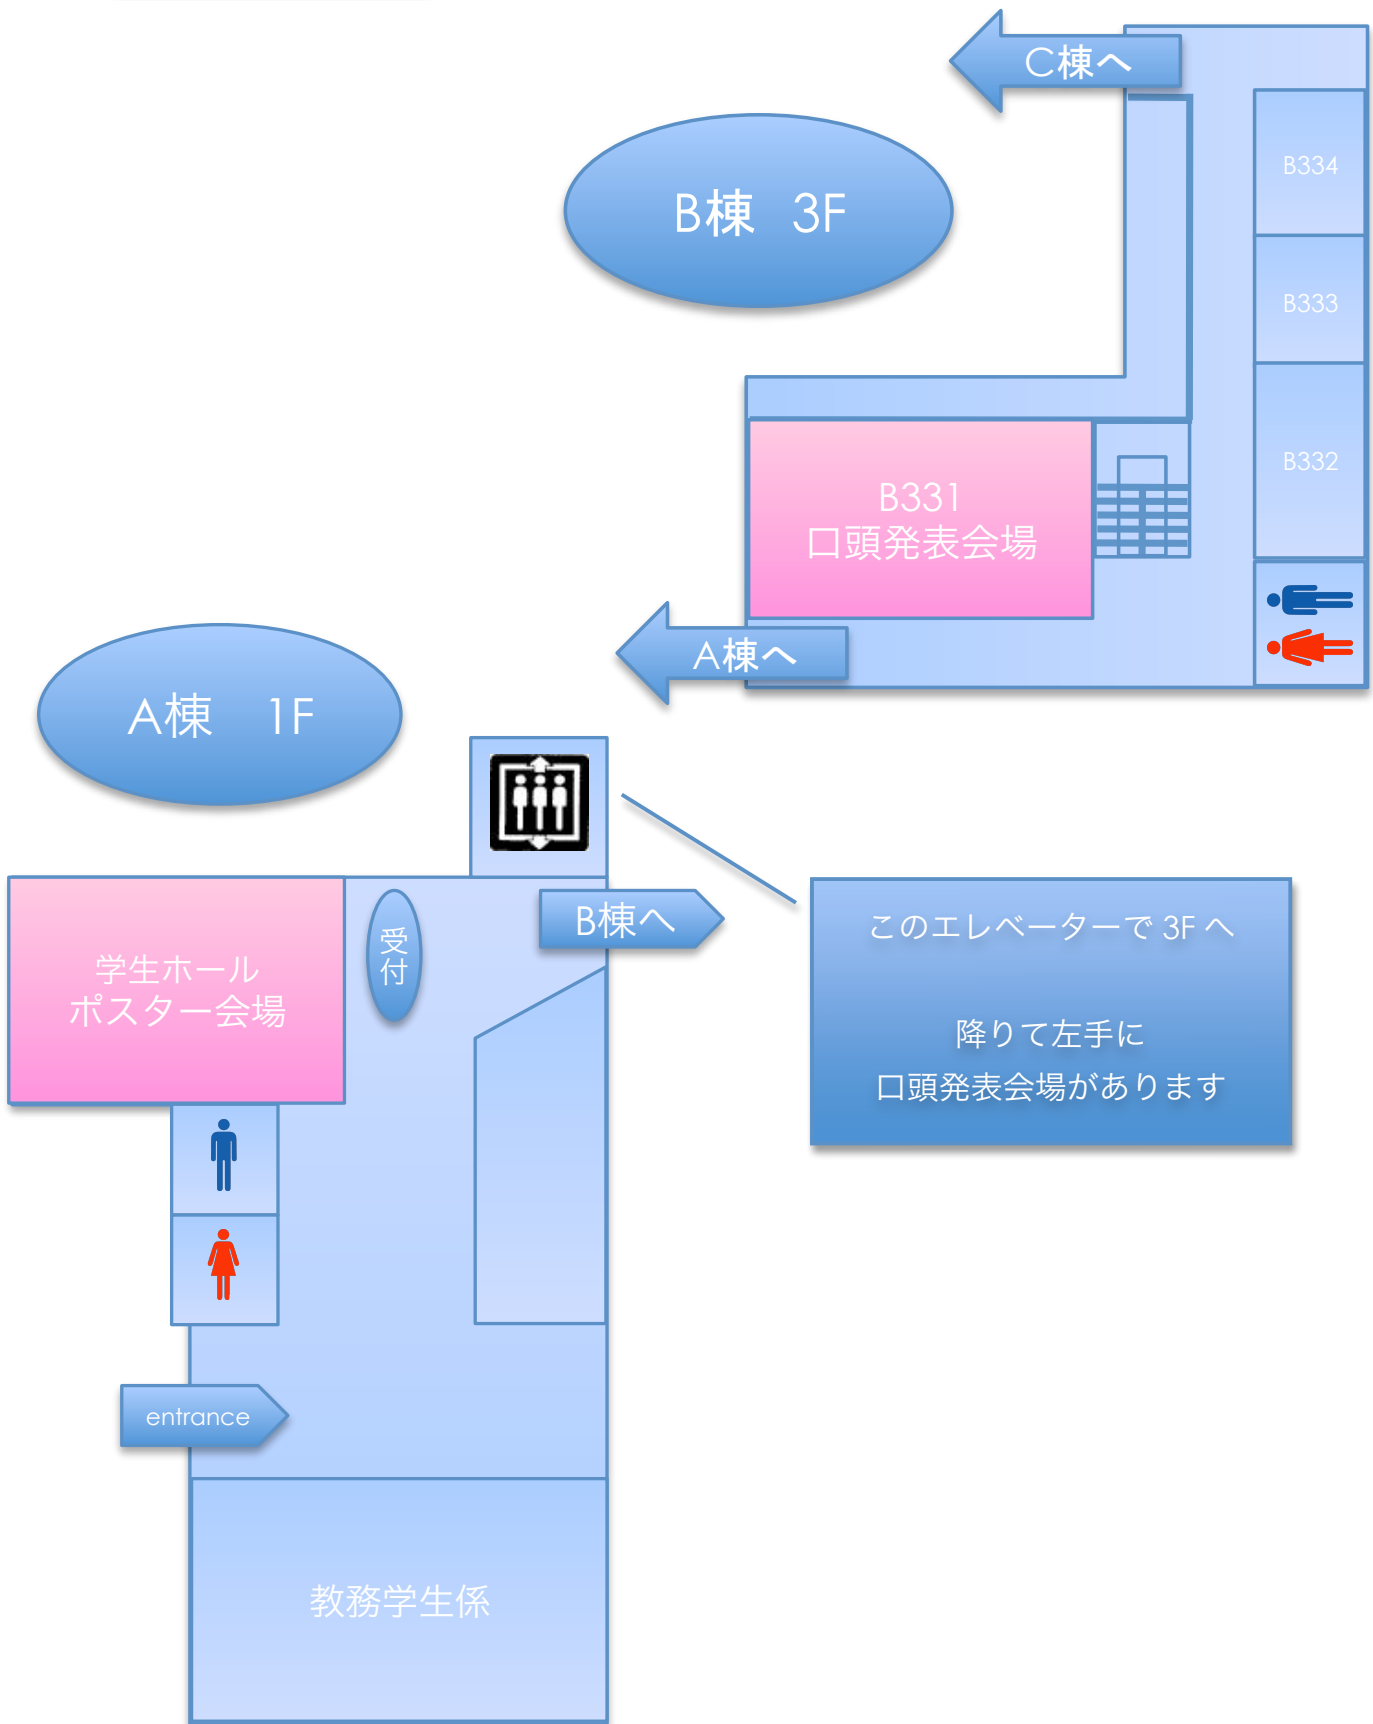 C棟へ
B334
B棟　3F
B333
B332
B331
口頭発表会場
A棟へ
A棟　1F
B棟へ
受
付
このエレベーターで 3F へ
学生ホール
ポスター会場
降りて左手に
口頭発表会場があります
entrance
教務学生係